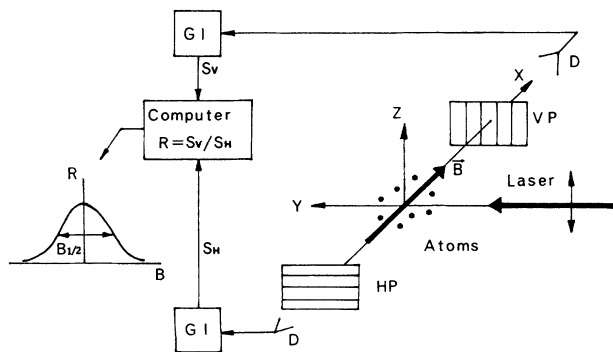 GI
D
Sv
X
Computer
R=Sv/SH
VP
Z
B
Laser
R
Y
Atoms
B1/2
SH
B
HP
GI
D